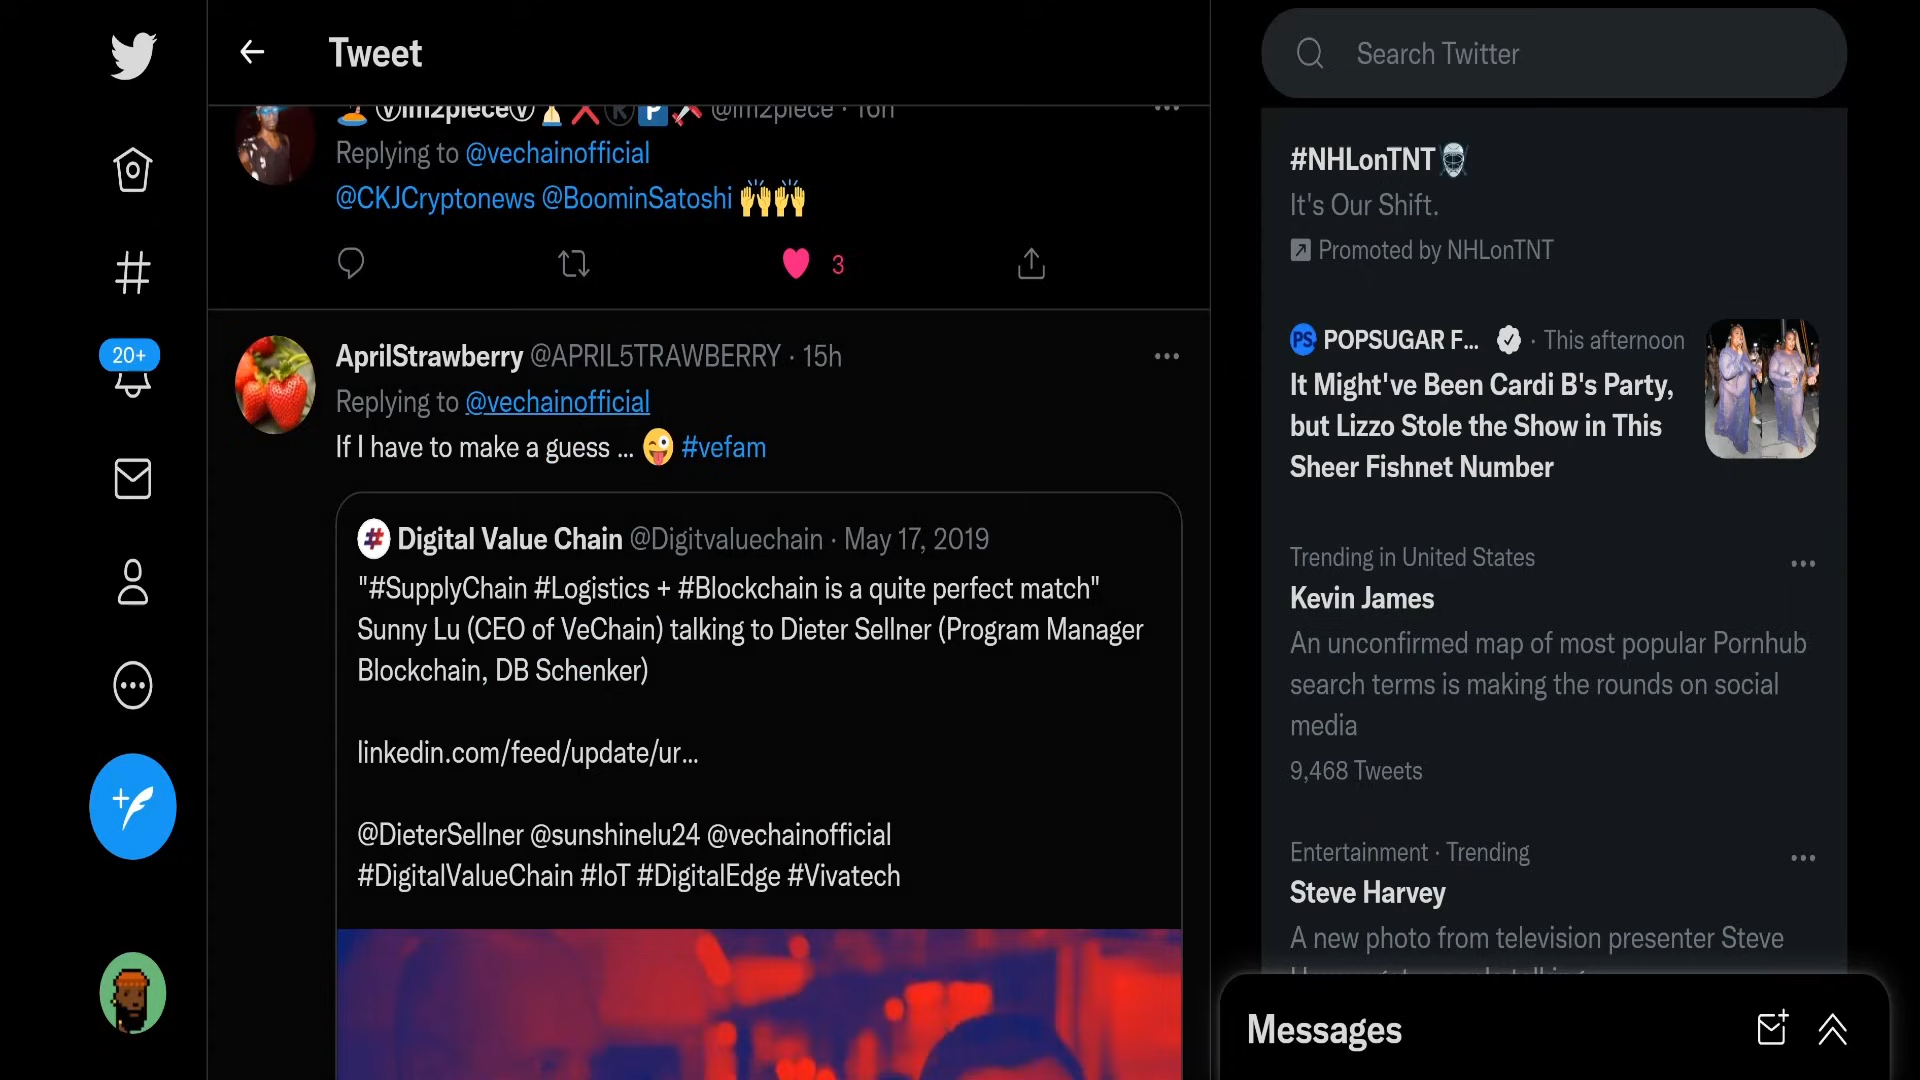 Tweet
Search Twitter
ⓋIm2pieceⓋ @im2piece · 16h
Replying to @vechainofficial
@CKJCryptonews @BoominSatoshi 🙌🙌
3
20+
AprilStrawberry @APRIL5TRAWBERRY · 15h
Replying to @vechainofficial
If I have to make a guess ... 😜 #vefam
Digital Value Chain @Digitvaluechain · May 17, 2019
"#SupplyChain #Logistics + #Blockchain is a quite perfect match"
Sunny Lu (CEO of VeChain) talking to Dieter Sellner (Program Manager
Blockchain, DB Schenker)
linkedin.com/feed/update/ur...
@DieterSellner @sunshinelu24 @vechainofficial
#DigitalValueChain #IoT #DigitalEdge #Vivatech
#NHLonTNT
It's Our Shift.
Promoted by NHLonTNT
PS POPSUGAR F... · This afternoon
It Might've Been Cardi B's Party,
but Lizzo Stole the Show in This
Sheer Fishnet Number
Trending in United States
Kevin James
An unconfirmed map of most popular Pornhub
search terms is making the rounds on social
media
9,468 Tweets
Entertainment · Trending
Steve Harvey
A new photo from television presenter Steve
Messages